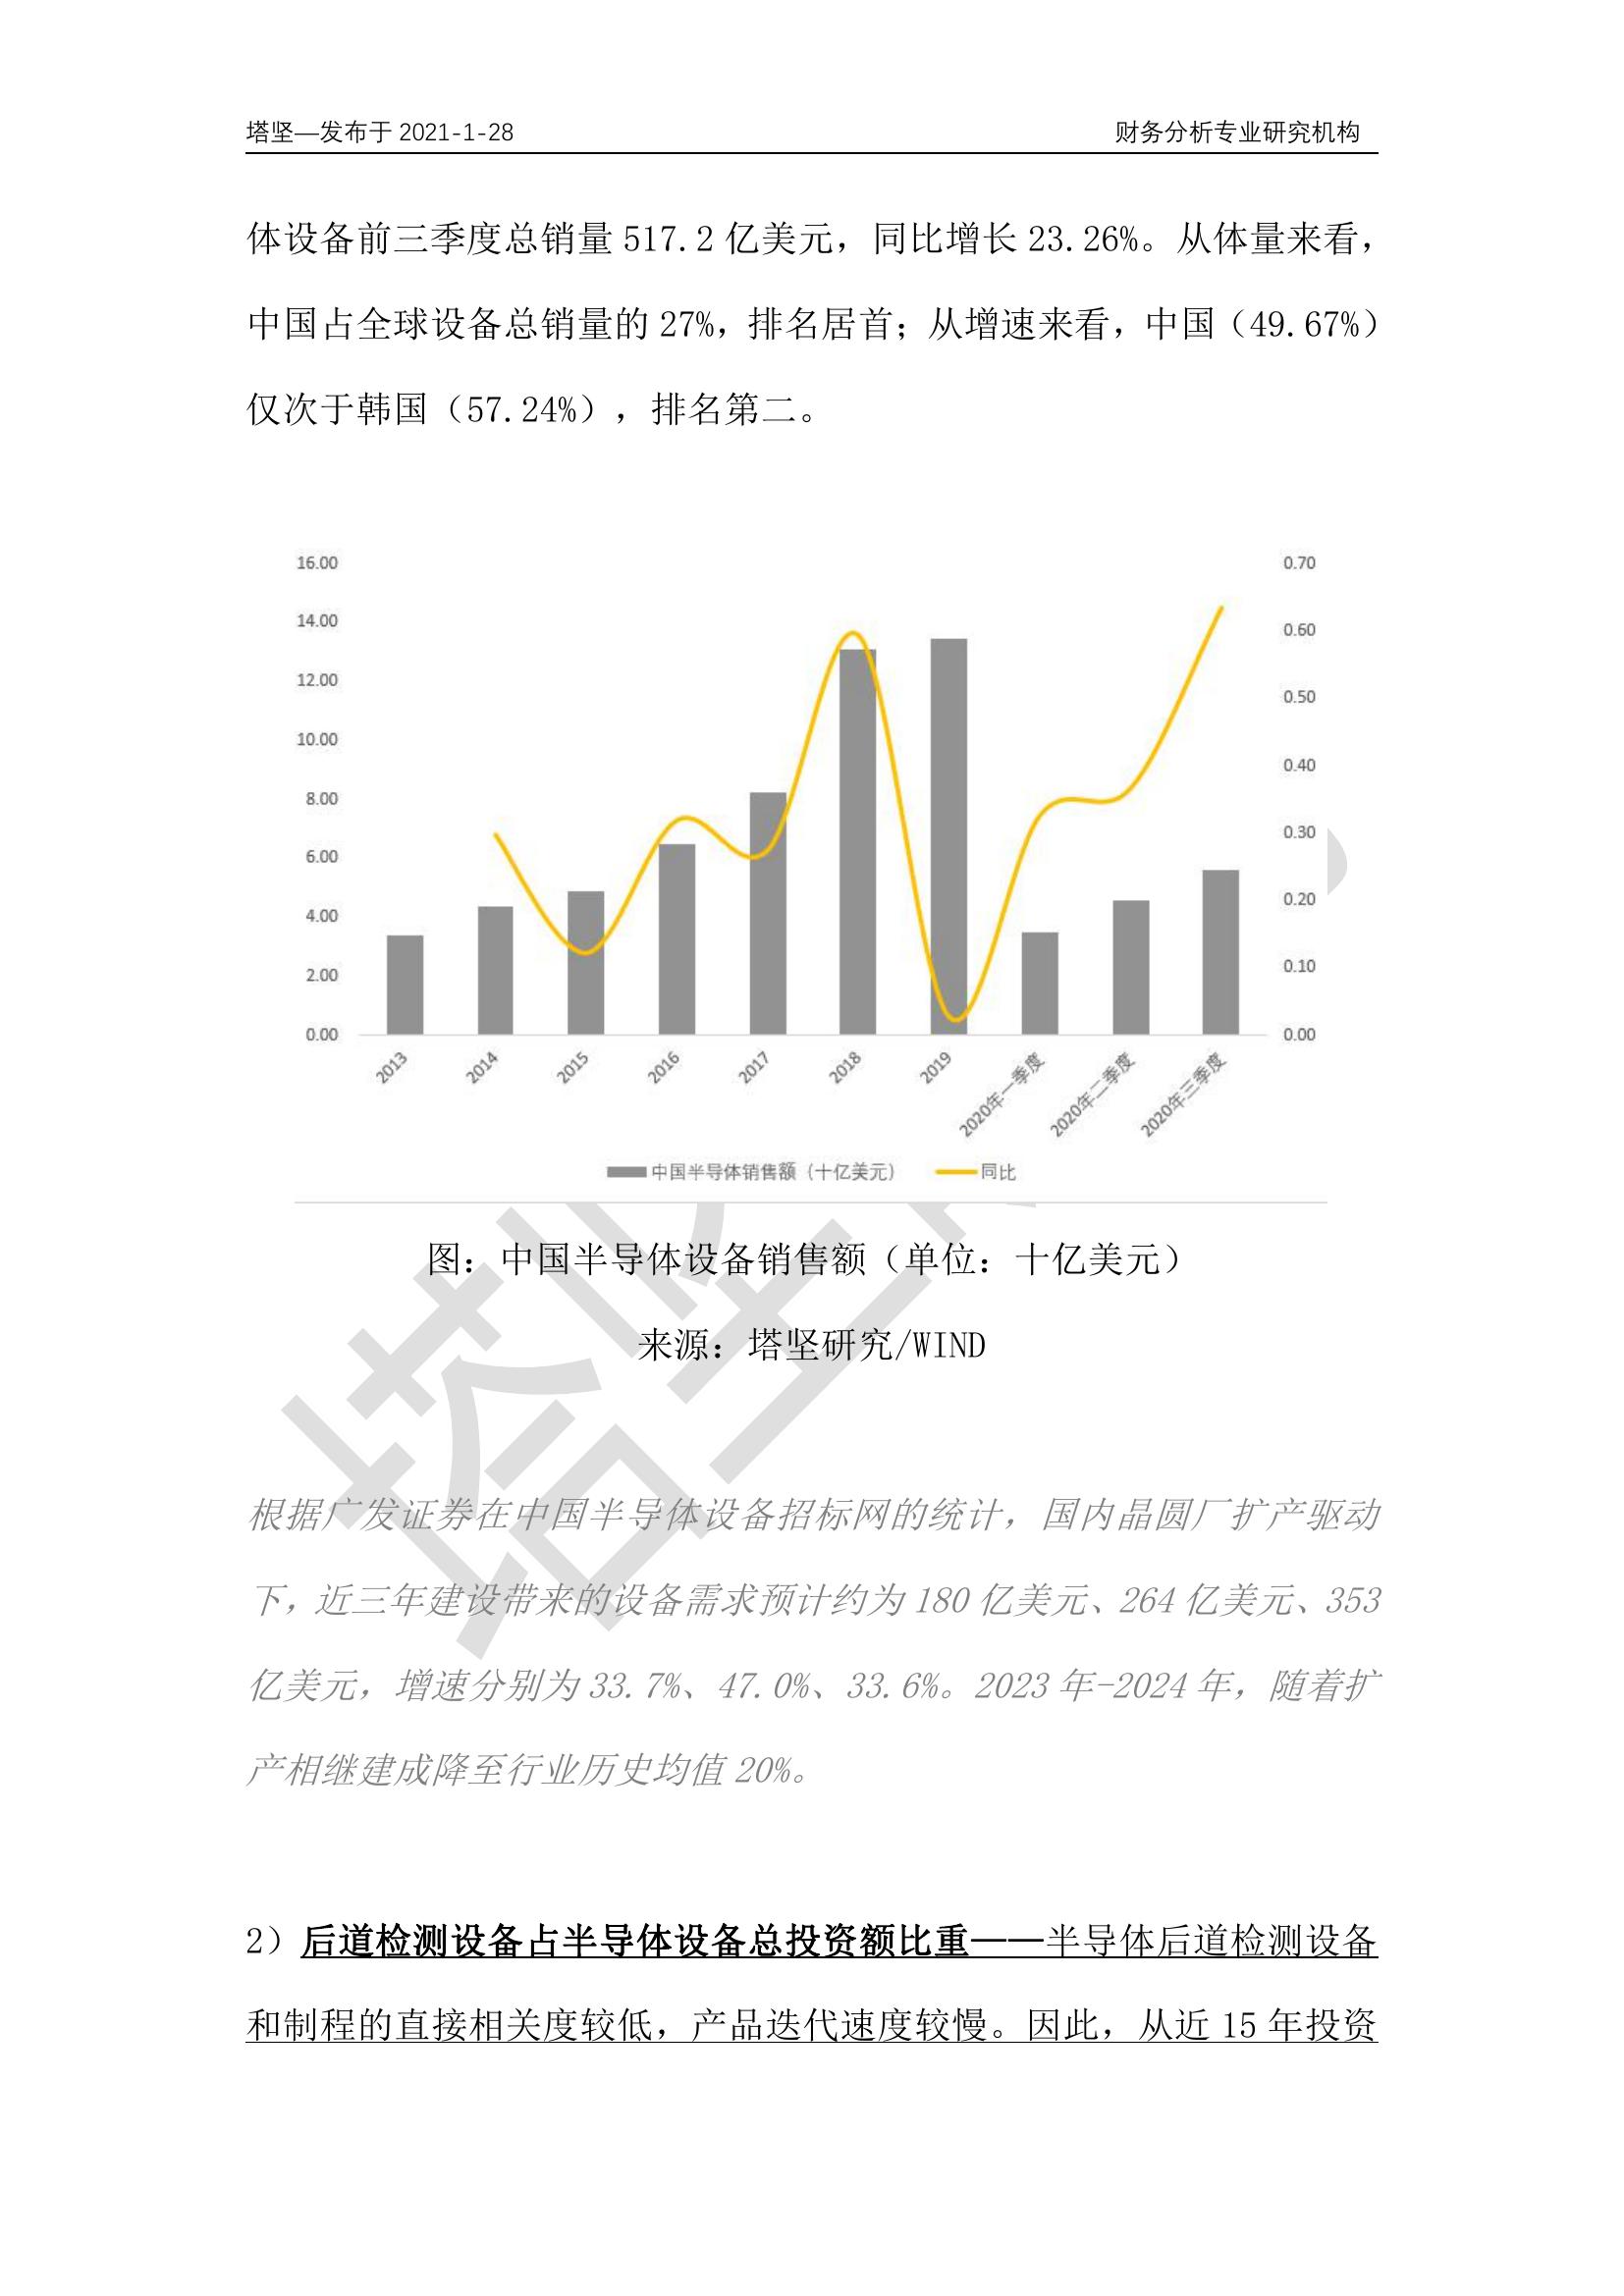 塔坚—发布于 2021-1-28 财务分析专业研究机构
体设备前三季度总销量 517.2 亿美元，同比增长 23.26%。从体量来看，
中国占全球设备总销量的 27%，排名居首；从增速来看，中国（49.67%）
仅次于韩国（57.24%），排名第二。
16.00 0.70
14.00 0.60
12.00 0.50
10.00 0.40
8.00 0.30
6.00 0.20
4.00 0.10
2.00
0.00 0.00
2013 2014 2015 2016 2017 2018 2019 2020年一季度 2020年二季度 2020年三季度
中国半导体销售额（十亿美元） 同比
图：中国半导体设备销售额（单位：十亿美元）
来源：塔坚研究/WIND
塔坚
根据广发证券在中国半导体设备招标网的统计，国内晶圆厂扩产驱动
下，近三年建设带来的设备需求预计约为 180 亿美元、264 亿美元、353
亿美元，增速分别为 33.7%、47.0%、33.6%。2023 年-2024 年，随着扩
产相继建成降至行业历史均值 20%。
2）后道检测设备占半导体设备总投资额比重——半导体后道检测设备
和制程的直接相关度较低，产品迭代速度较慢。因此，从近 15 年投资